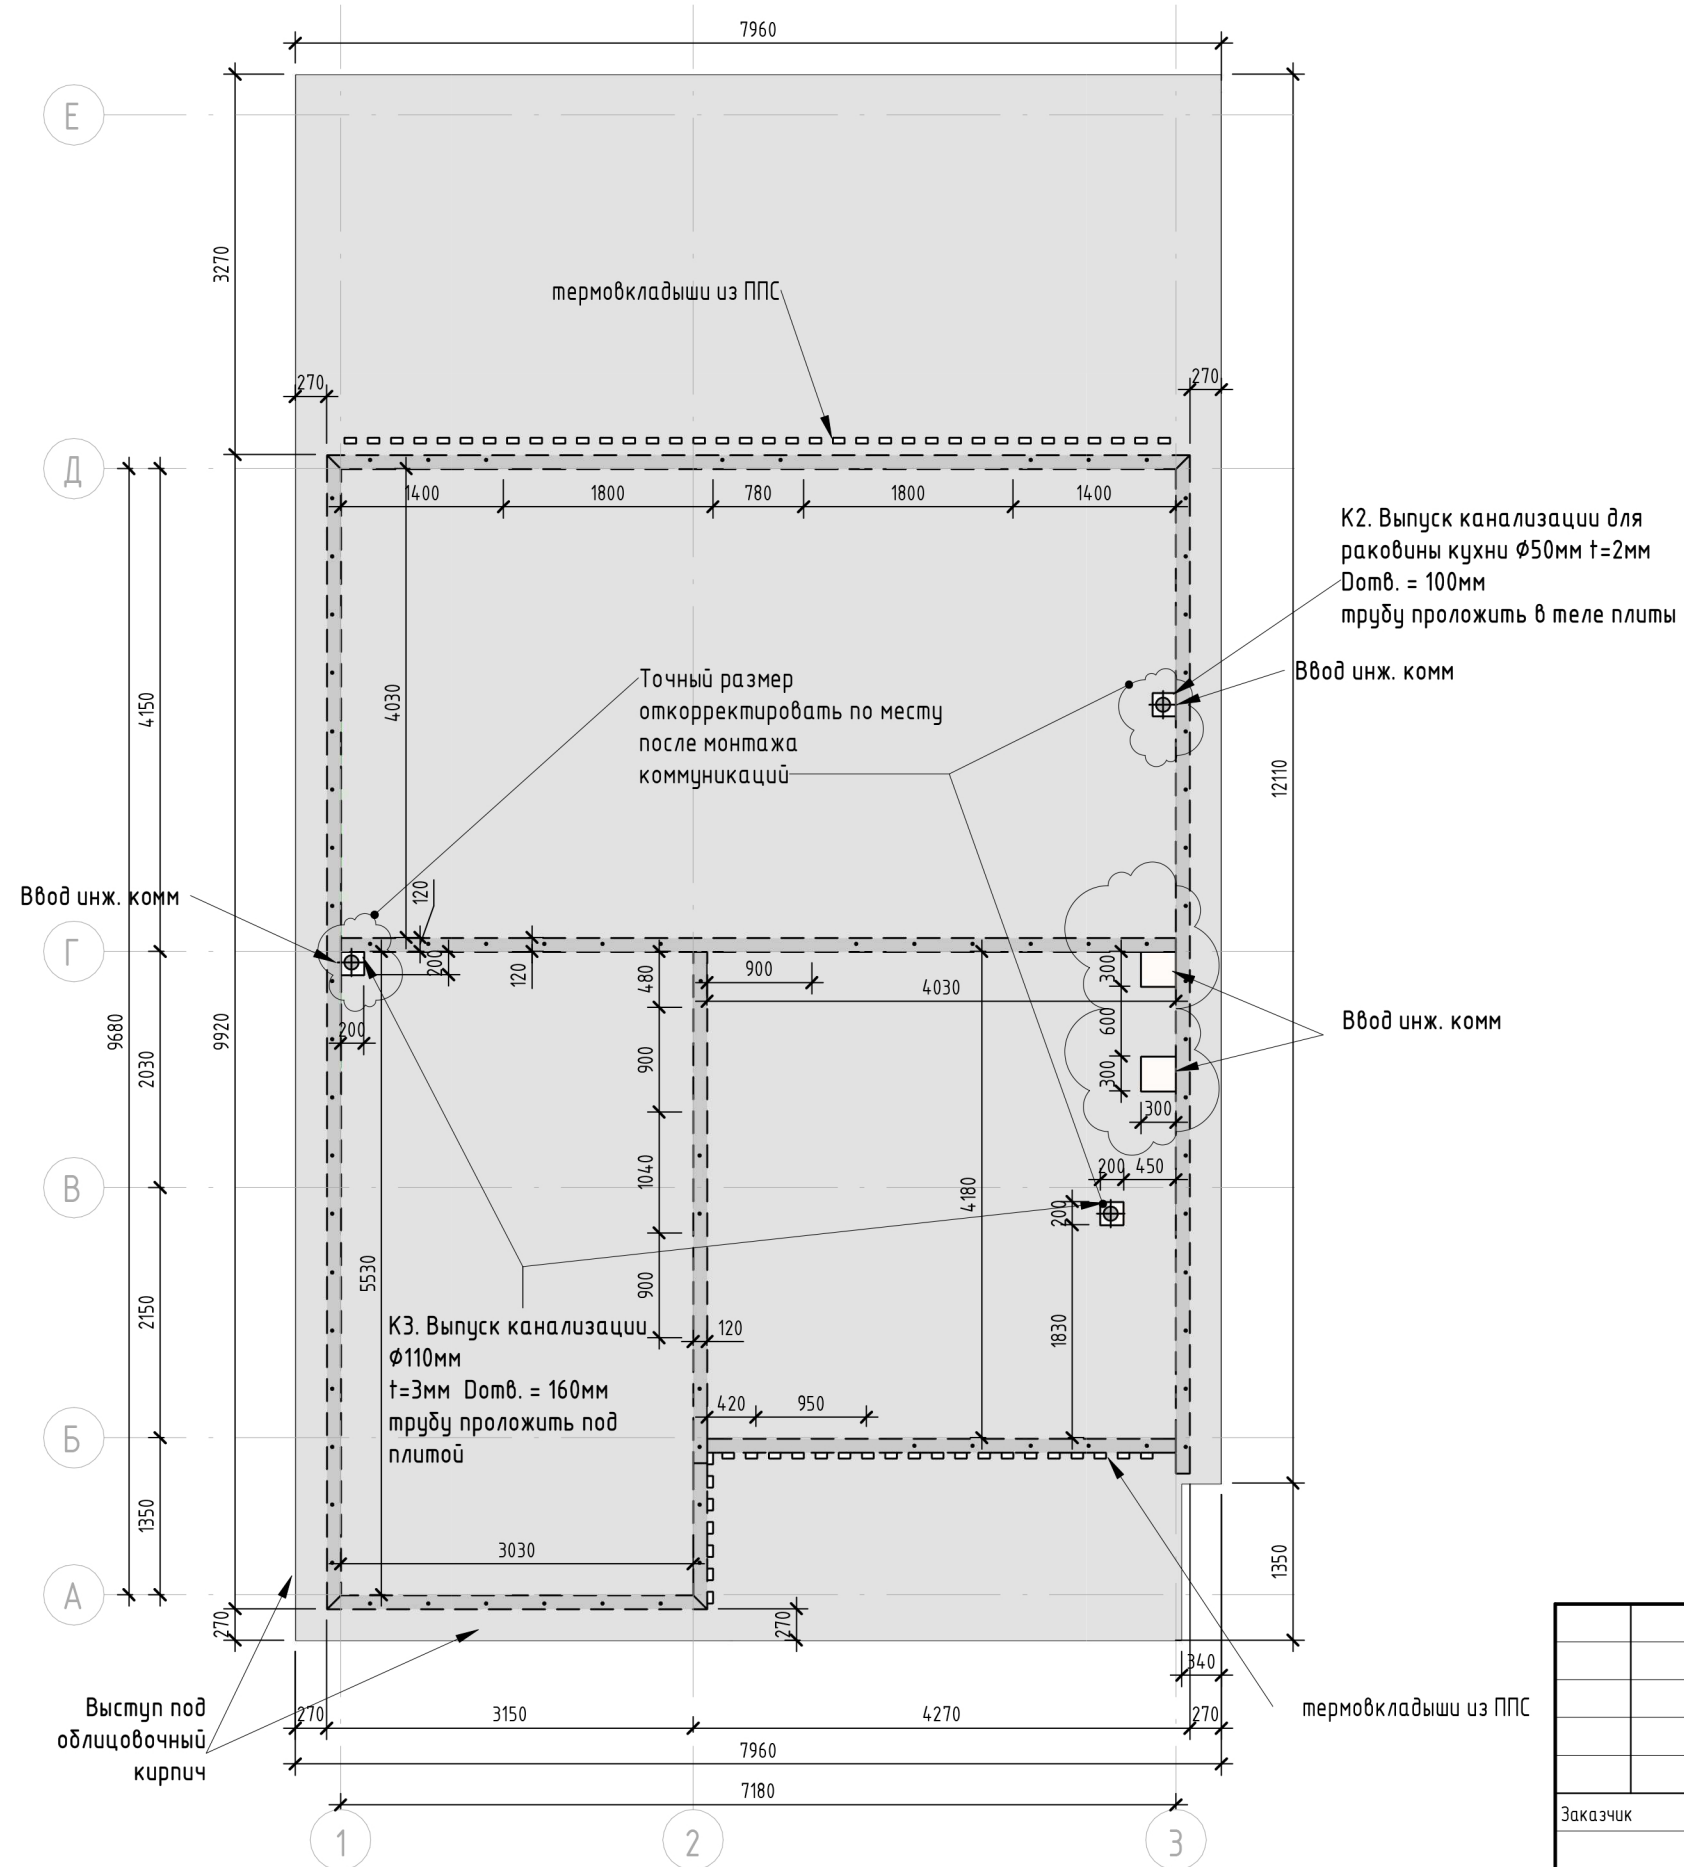 7960
Е
3270
термовкладыши из ППС
270
270
Д
1400
1800
780
1800
1400
К2. Выпуск канализации для
раковины кухни Ф50мм t=2мм
Dотв. = 100мм
трубу проложить в теле плиты
Ввод инж. комм
Точный размер
откорректировать по месту
после монтажа
коммуникаций
4150
4030
12110
Ввод инж. комм
120
Г
200
120
480
900
4030
300
9680
9920
2030
200
900
600
Ввод инж. комм
300
300
В
1040
4180
200
450
200
5530
900
2150
К3. Выпуск канализации
Ф110мм
t=3мм Dотв. = 160мм
трубу проложить под
плитой
120
1830
420
950
Б
1350
3030
1350
А
270
270
340
Выступ под
облицовочный
кирпич
270
3150
4270
270
термовкладыши из ППС
7960
7180
Заказчик
1
2
3